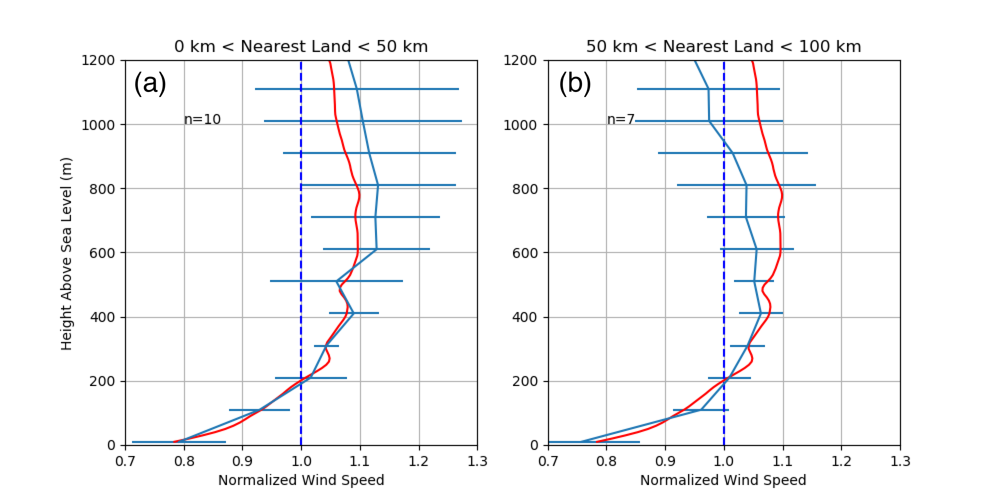 0 km < Nearest Land < 50 km
(a)
n=10
1200
1000
800
600
400
200
0
Height Above Sea Level (m)
0.7 0.8 0.9 1.0 1.1 1.2 1.3
Normalized Wind Speed
50 km < Nearest Land < 100 km
(b)
n=7
1200
1000
800
600
400
200
0
0.7 0.8 0.9 1.0 1.1 1.2 1.3
Normalized Wind Speed